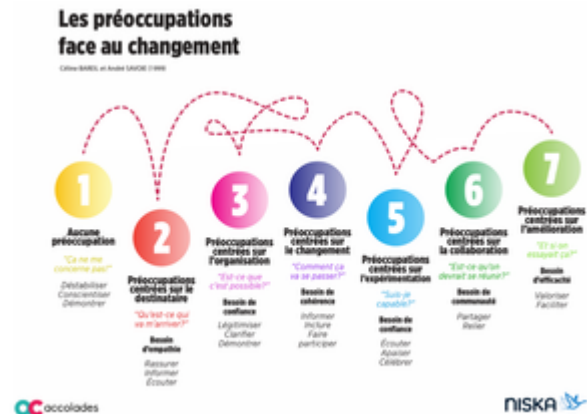 Les préoccupations
face au changement
Céline BAREIL et André SAVOIE (1999)
1
Aucune
préoccupation
"Ça ne me
concerne pas!"
Déstabiliser
Conscientiser
Démontrer
2
Préoccupations
centrées sur le
destinataire
"Qu'est-ce qui
va m'arriver?"
Besoin
d'empathie
Rassurer
Informer
Écouter
3
Préoccupations
centrées sur
l'organisation
"Est-ce que
c'est possible?"
Besoin de
confiance
Légitimiser
Clarifier
Démontrer
4
Préoccupations
centrées sur
le changement
"Comment ça
va se passer?"
Besoin de
cohérence
Informer
Inclure
Faire
participer
5
Préoccupations
centrées sur
l'expérimentation
"Suis-je
capable?"
Besoin de
confiance
Écouter
Apaiser
Célébrer
6
Préoccupations
centrées sur
la collaboration
"Est-ce qu'on
devrait se réunir?"
Besoin de
communauté
Partager
Relier
7
Préoccupations
centrées sur
l'amélioration
"Et si on
essayait ça?"
Besoin
d'efficacité
Valoriser
Faciliter
ac accolades
NISKA